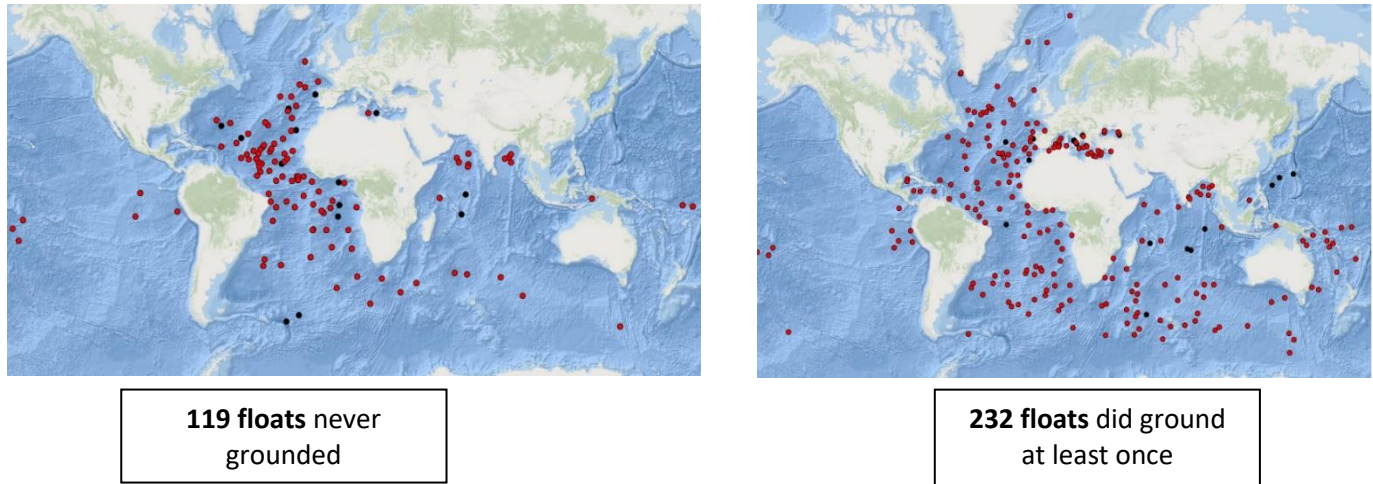 119 floats never
grounded
232 floats did ground
at least once